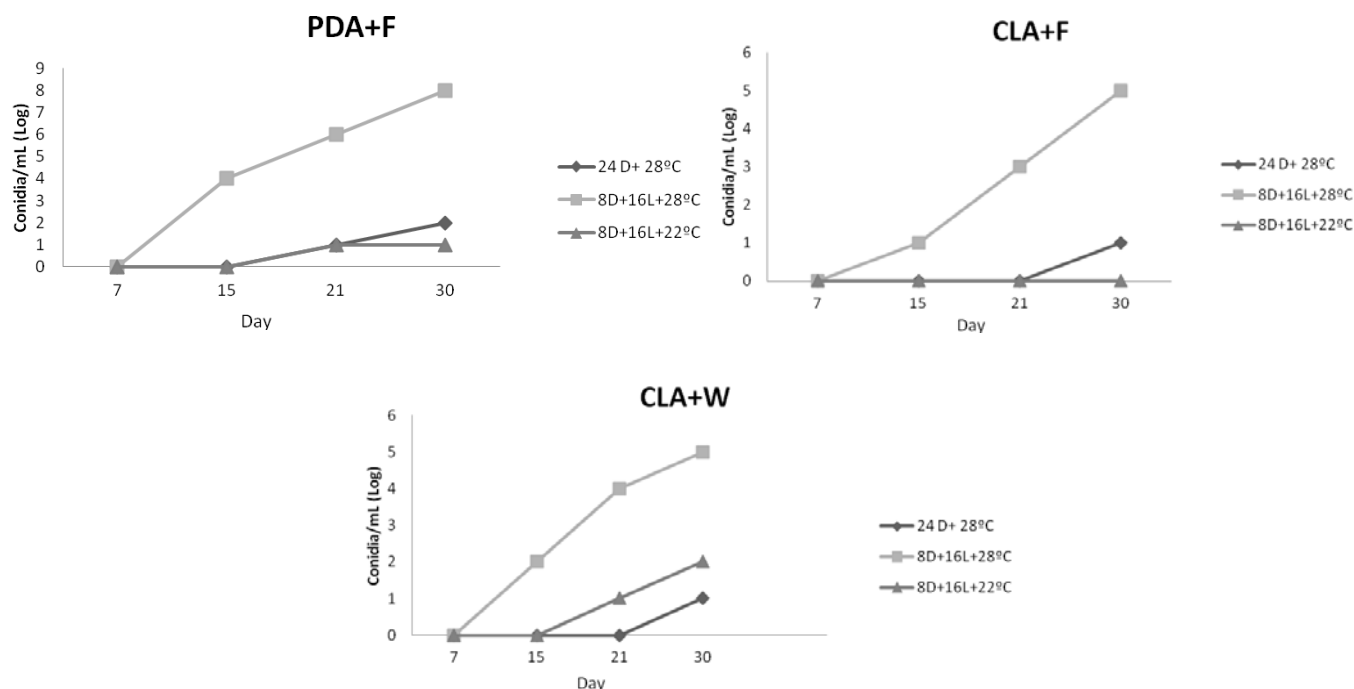 PDA+F
Conidia/mL (Log)
9
8
7
6
5
4
3
2
1
0
7 15 21 30
Day
24 D+ 28ºC
8D+16L+28ºC
8D+16L+22ºC
CLA+F
Conidia/mL (Log)
6
5
4
3
2
1
0
7 15 21 30
Day
24 D+ 28ºC
8D+16L+28ºC
8D+16L+22ºC
CLA+W
Conidia/mL (Log)
6
5
4
3
2
1
0
7 15 21 30
Day
24 D+ 28ºC
8D+16L+28ºC
8D+16L+22ºC